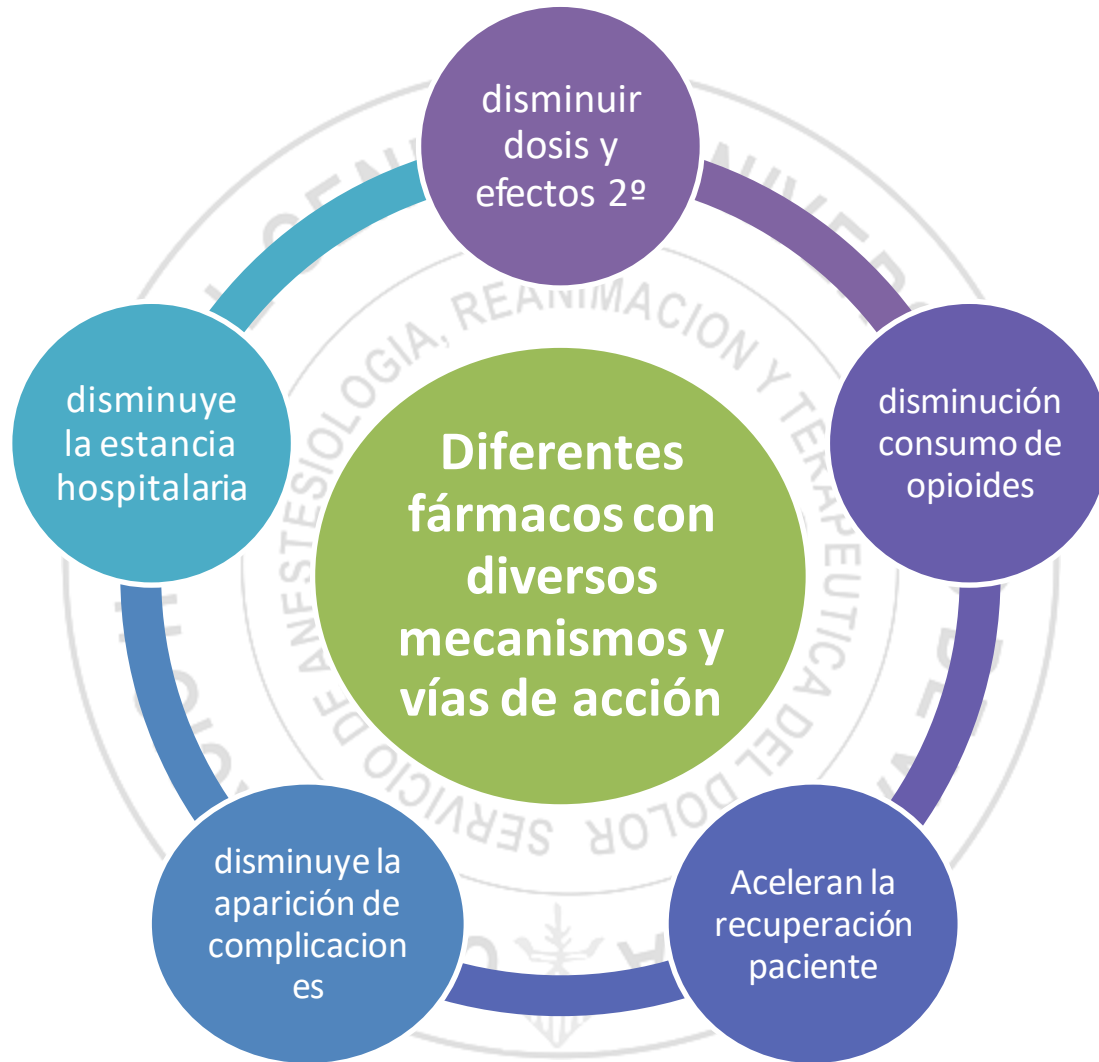 disminuir
dosis y
efectos 2º
disminución
consumo de
opioides
Aceleran la
recuperación
paciente
disminuye la
aparición de
complicacion
es
disminuye
la estancia
hospitalaria
Diferentes
fármacos con
diversos
mecanismos y
vías de acción
SERVICIO DE ANESTESIOLOGIA, REANIMACION Y TERAPEUTICA DEL DOLOR